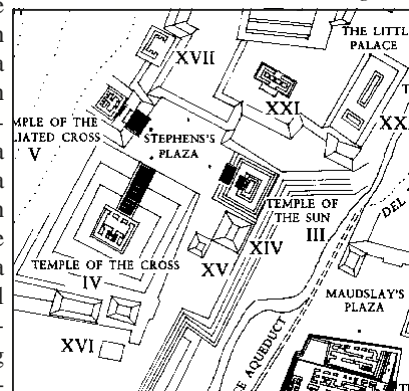 THE LITTL
PALACE
XVII
XXI
XX
MPLE OF THE
LIATED CROSS
V
STEPHENS'S
PLAZA
TEMPLE OF
THE SUN
III
DEL
XIV
XV
TEMPLE OF THE CROSS
IV
MAUDSLAY'S
PLAZA
XVI
CE AQUEDUCT